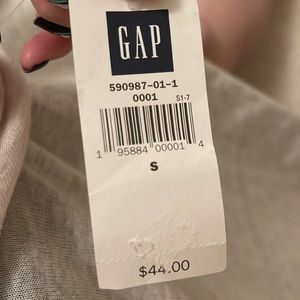 GAP
590987-01-1
0001 S1-7
1 95884 00001 4
S
$44.00